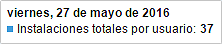 viernes, 27 de mayo de 2016
Instalaciones totales por usuario: 37